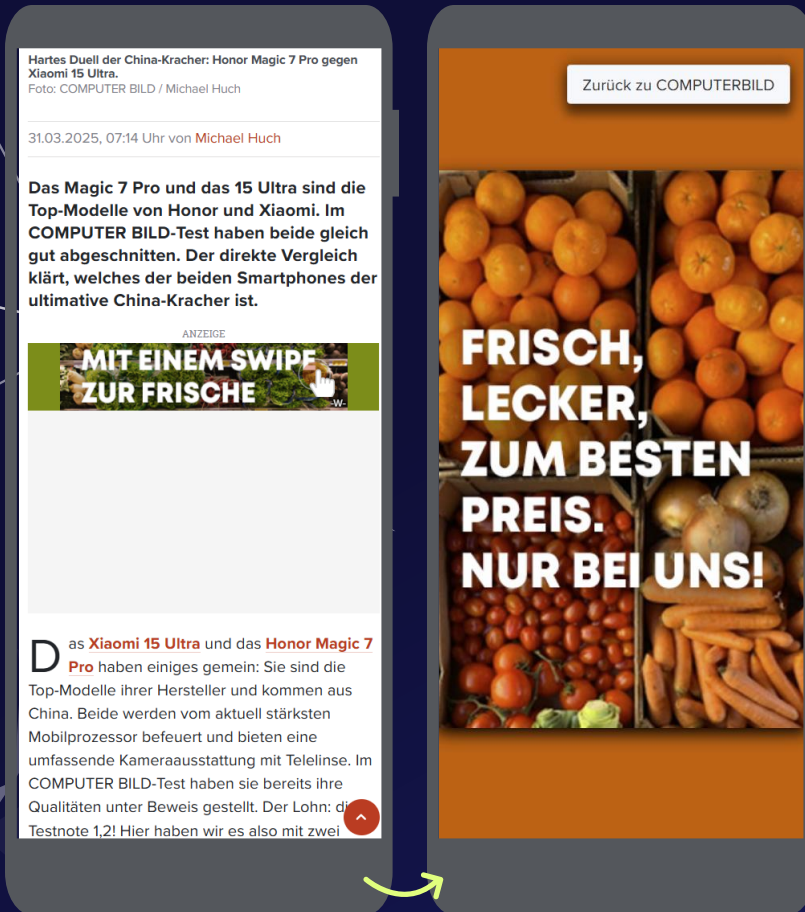 Hartes Duell der China-Kracher: Honor Magic 7 Pro gegen
Xiaomi 15 Ultra.
Foto: COMPUTER BILD / Michael Huch
31.03.2025, 07:14 Uhr von Michael Huch
Das Magic 7 Pro und das 15 Ultra sind die
Top-Modelle von Honor und Xiaomi. Im
COMPUTER BILD-Test haben beide gleich
gut abgeschnitten. Der direkte Vergleich
klärt, welches der beiden Smartphones der
ultimative China-Kracher ist.
ANZEIGE
MIT EINEM SWIPE
ZUR FRISCHE
-W-
Das Xiaomi 15 Ultra und das Honor Magic 7
Pro haben einiges gemein: Sie sind die
Top-Modelle ihrer Hersteller und kommen aus
China. Beide werden vom aktuell stärksten
Mobilprozessor befeuert und bieten eine
umfassende Kameraausstattung mit Telelinse. Im
COMPUTER BILD-Test haben sie bereits ihre
Qualitäten unter Beweis gestellt. Der Lohn:
Testnote 1,2! Hier haben wir es also mit zwei
Zurück zu COMPUTERBILD
FRISCH,
LECKER,
ZUM BESTEN
PREIS.
NUR BEI UNS!